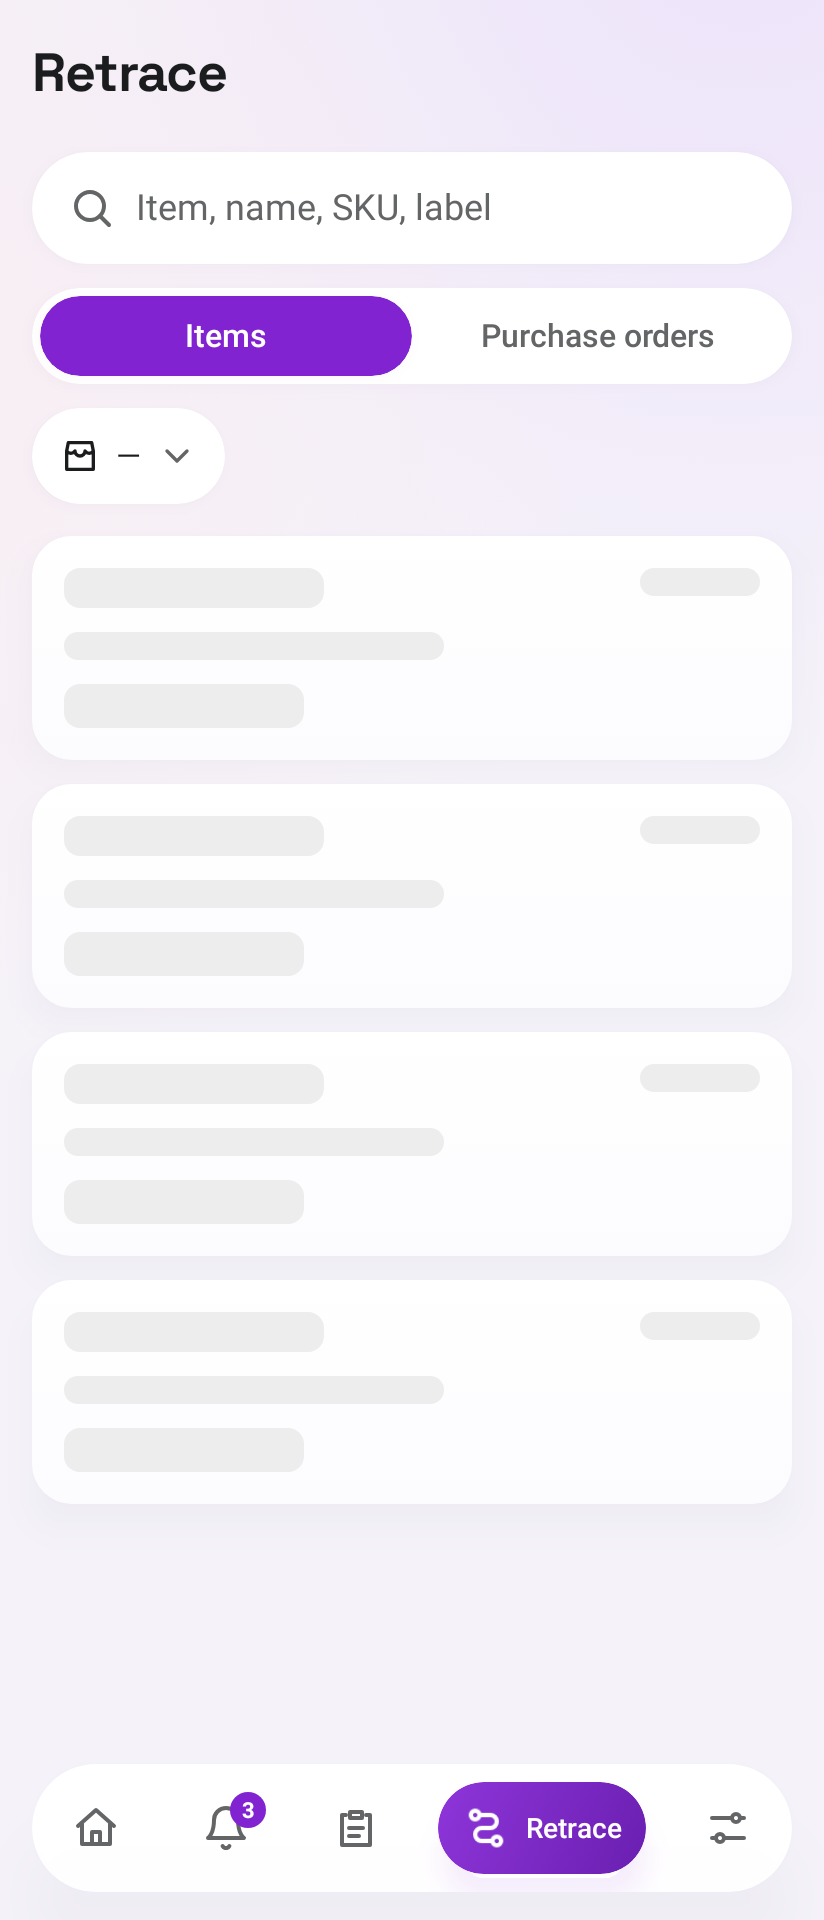 Retrace
Item, name, SKU, label
Items
Purchase orders
–
3
Retrace